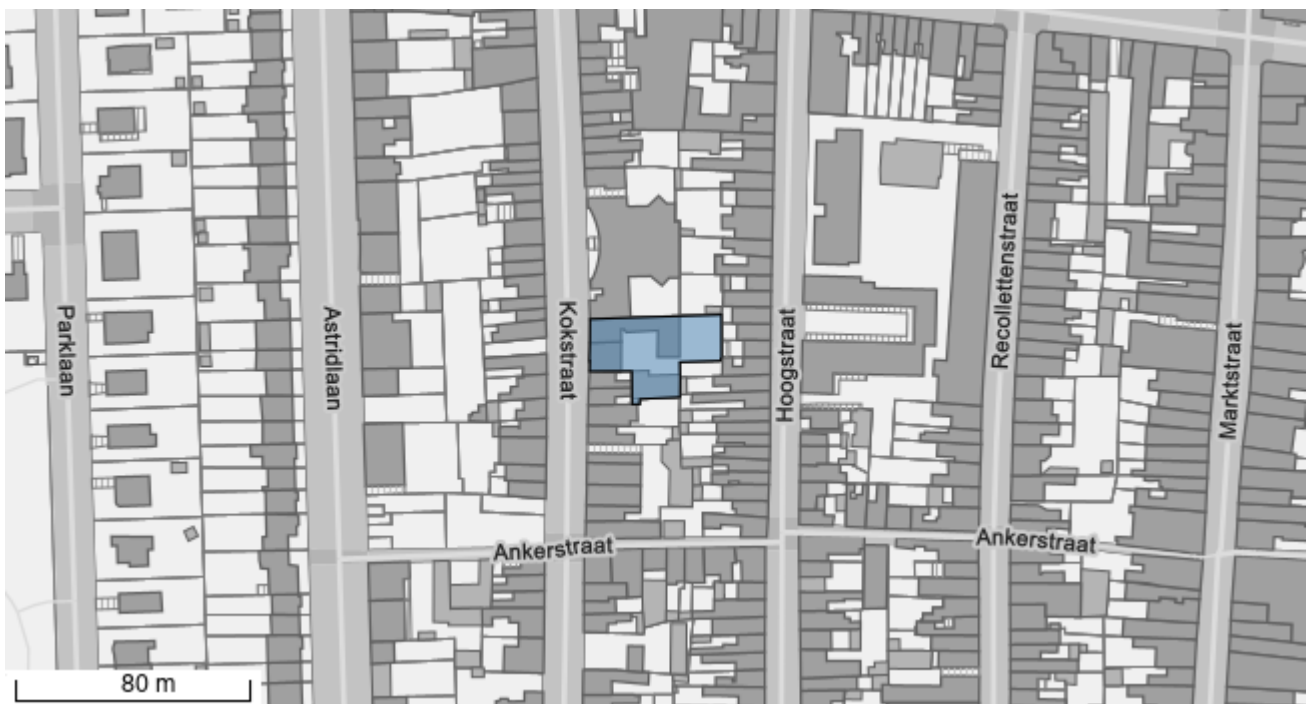 Parklaan
Astridlaan
Kokstraat
Hoogstraat
Recollettenstraat
Marktstraat
Ankerstraat
Ankerstraat
80 m